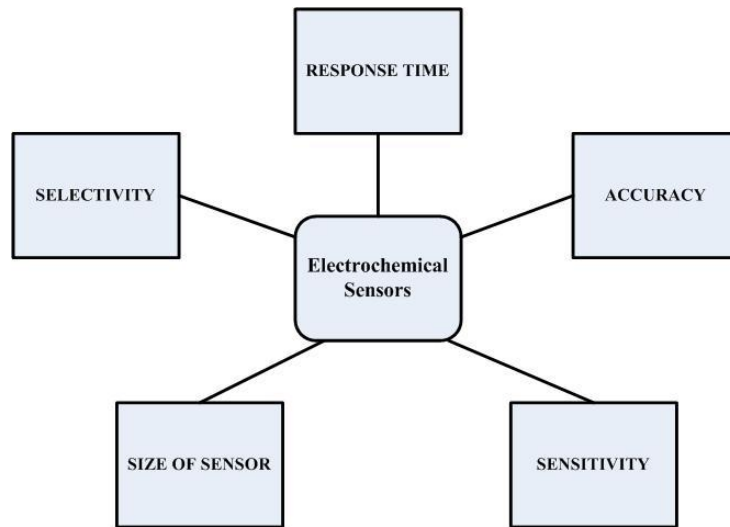 RESPONSE TIME
SELECTIVITY
ACCURACY
Electrochemical
Sensors
SIZE OF SENSOR
SENSITIVITY